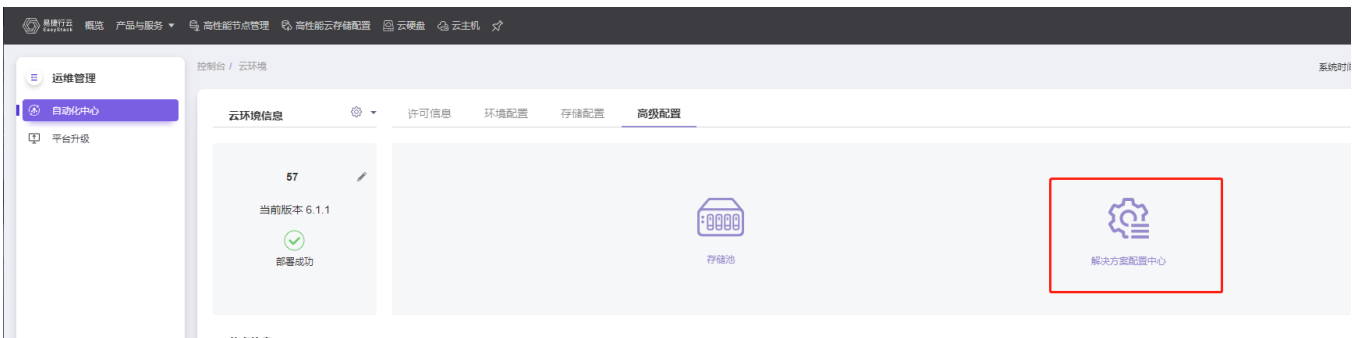 易捷行云 EasyStack 概览 产品与服务 高性能节点管理 高性能云存储配置 云硬盘 云主机
运维管理
自动化中心
平台升级
控制台 / 云环境
系统时间
云环境信息
许可信息 环境配置 存储配置 高级配置
57
当前版本 6.1.1
部署成功
存储池
解决方案配置中心